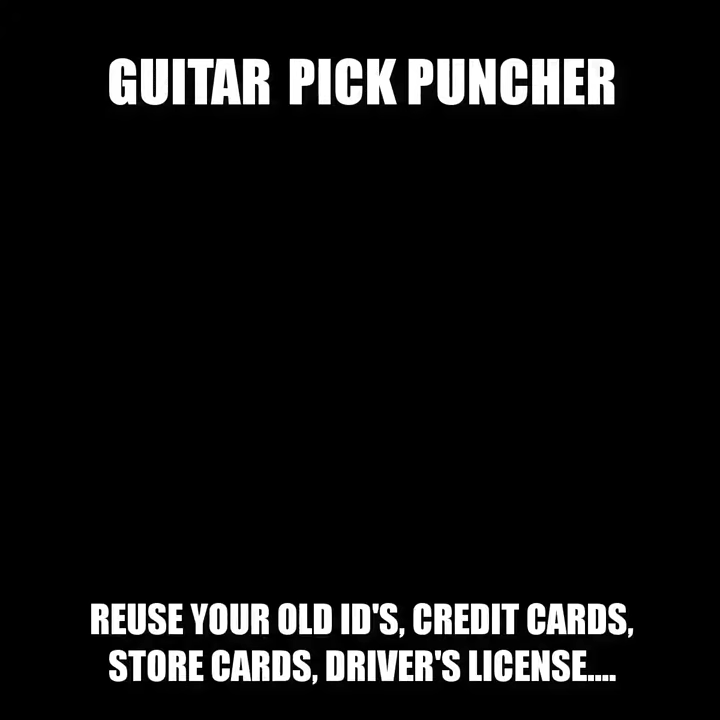 GUITAR PICK PUNCHER
REUSE YOUR OLD ID'S, CREDIT CARDS,
STORE CARDS, DRIVER'S LICENSE....